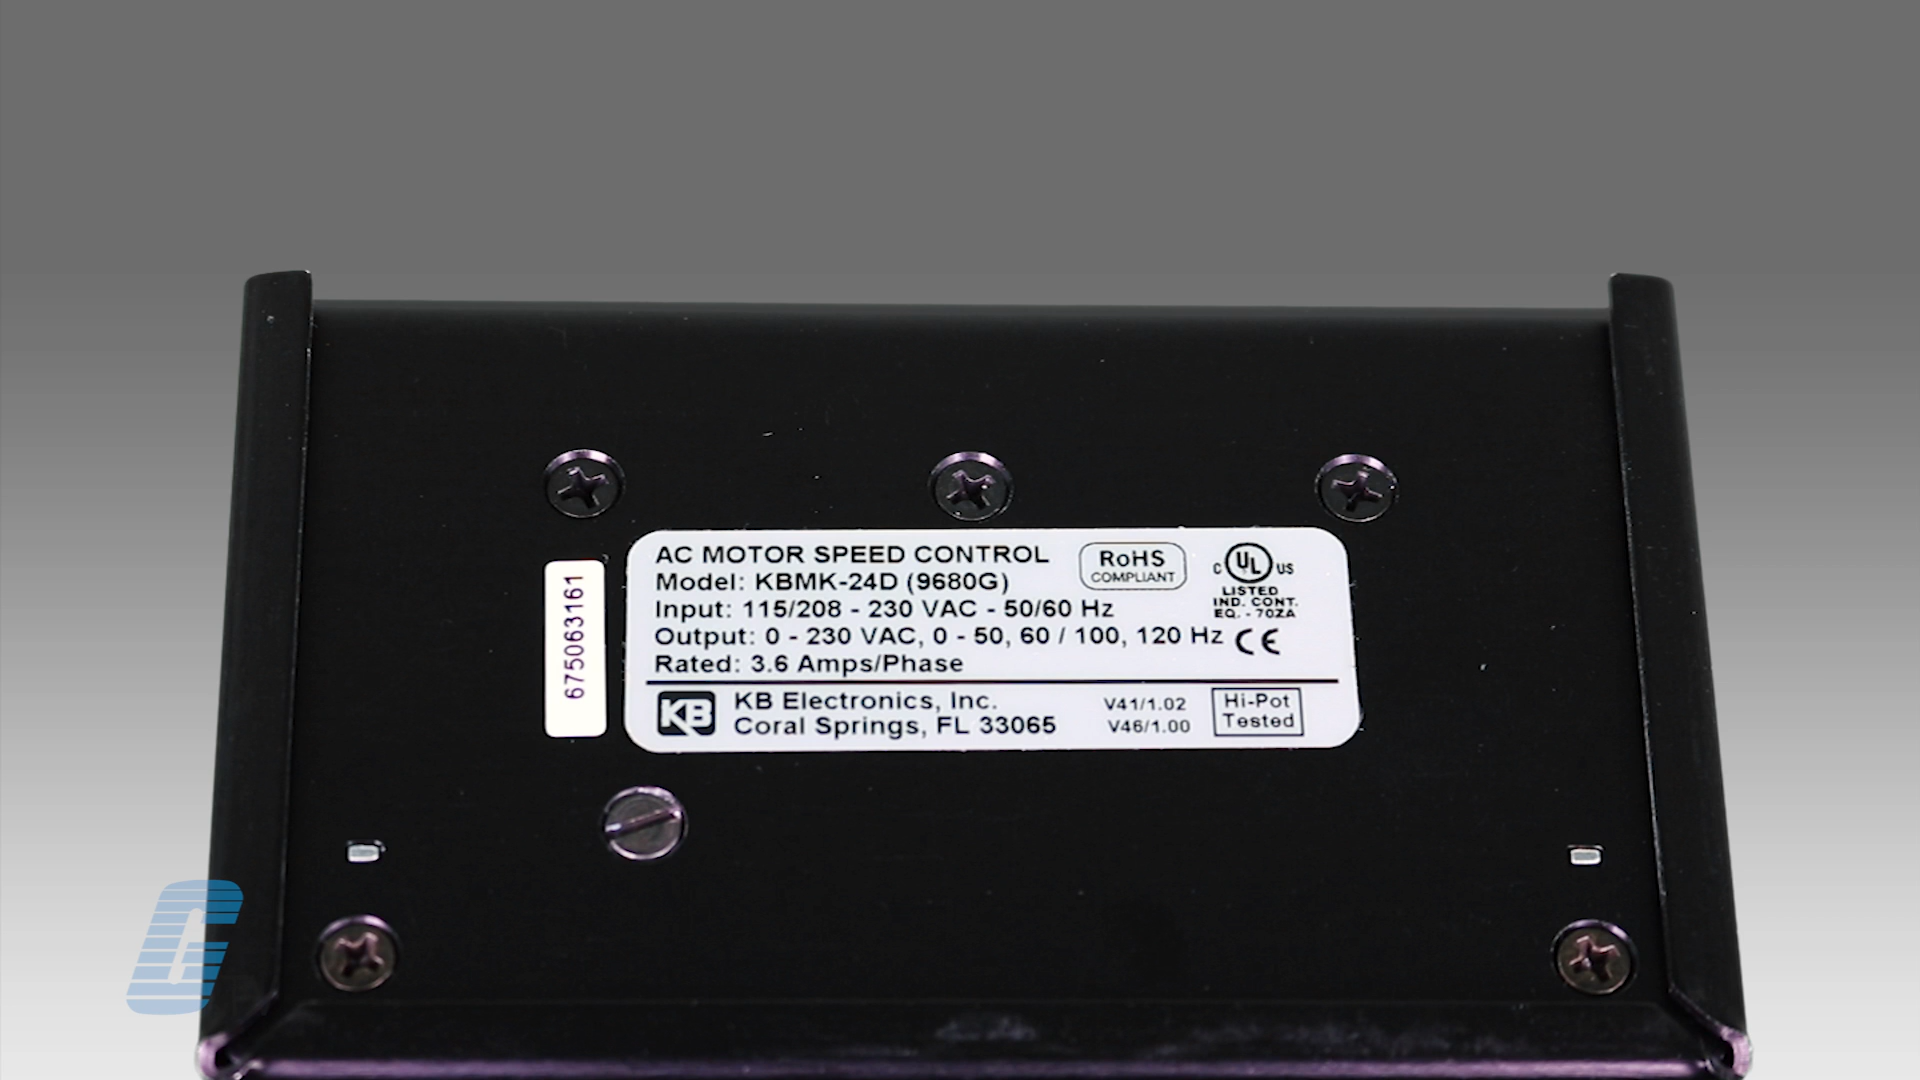 AC MOTOR SPEED CONTROL
Model: KBMK-24D (9680G)
Input: 115/208 - 230 VAC - 50/60 Hz
Output: 0 - 230 VAC, 0 - 50, 60 / 100, 120 Hz
Rated: 3.6 Amps/Phase
RoHS
COMPLIANT
C UL US
LISTED
IND. CONT.
EQ. - 70ZA
CE
KB
KB Electronics, Inc.
Coral Springs, FL 33065
V41/1.02
V46/1.00
Hi-Pot
Tested
675063161
G